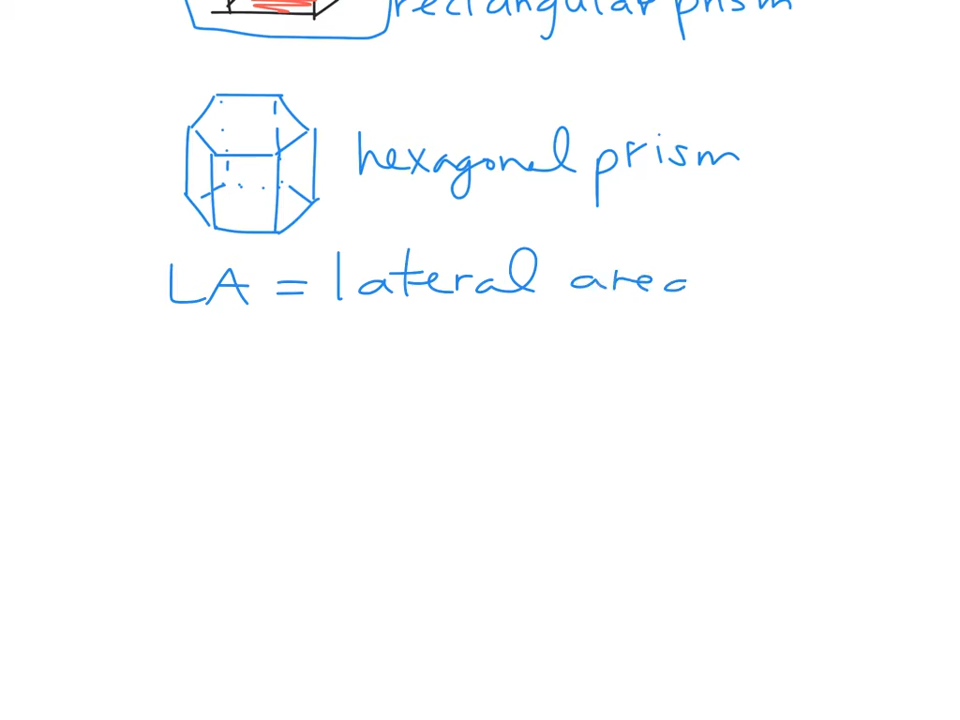 rectangular prism
hexagonal prism
LA = lateral area